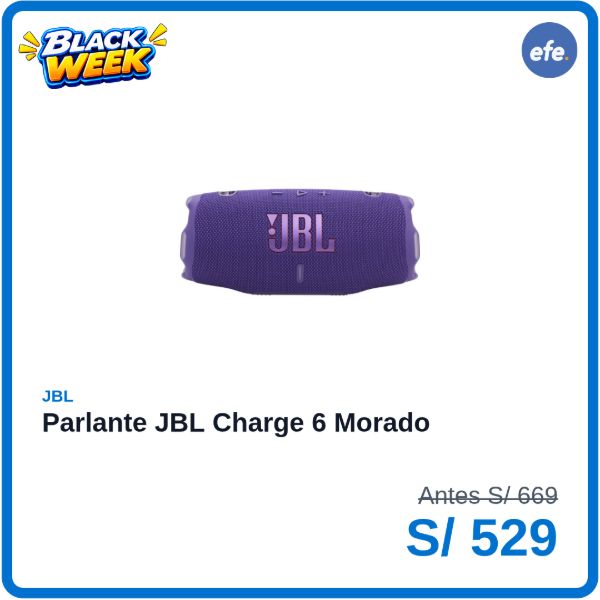 BLACK
WEEK
efe.
JBL
JBL
Parlante JBL Charge 6 Morado
Antes S/ 669
S/ 529